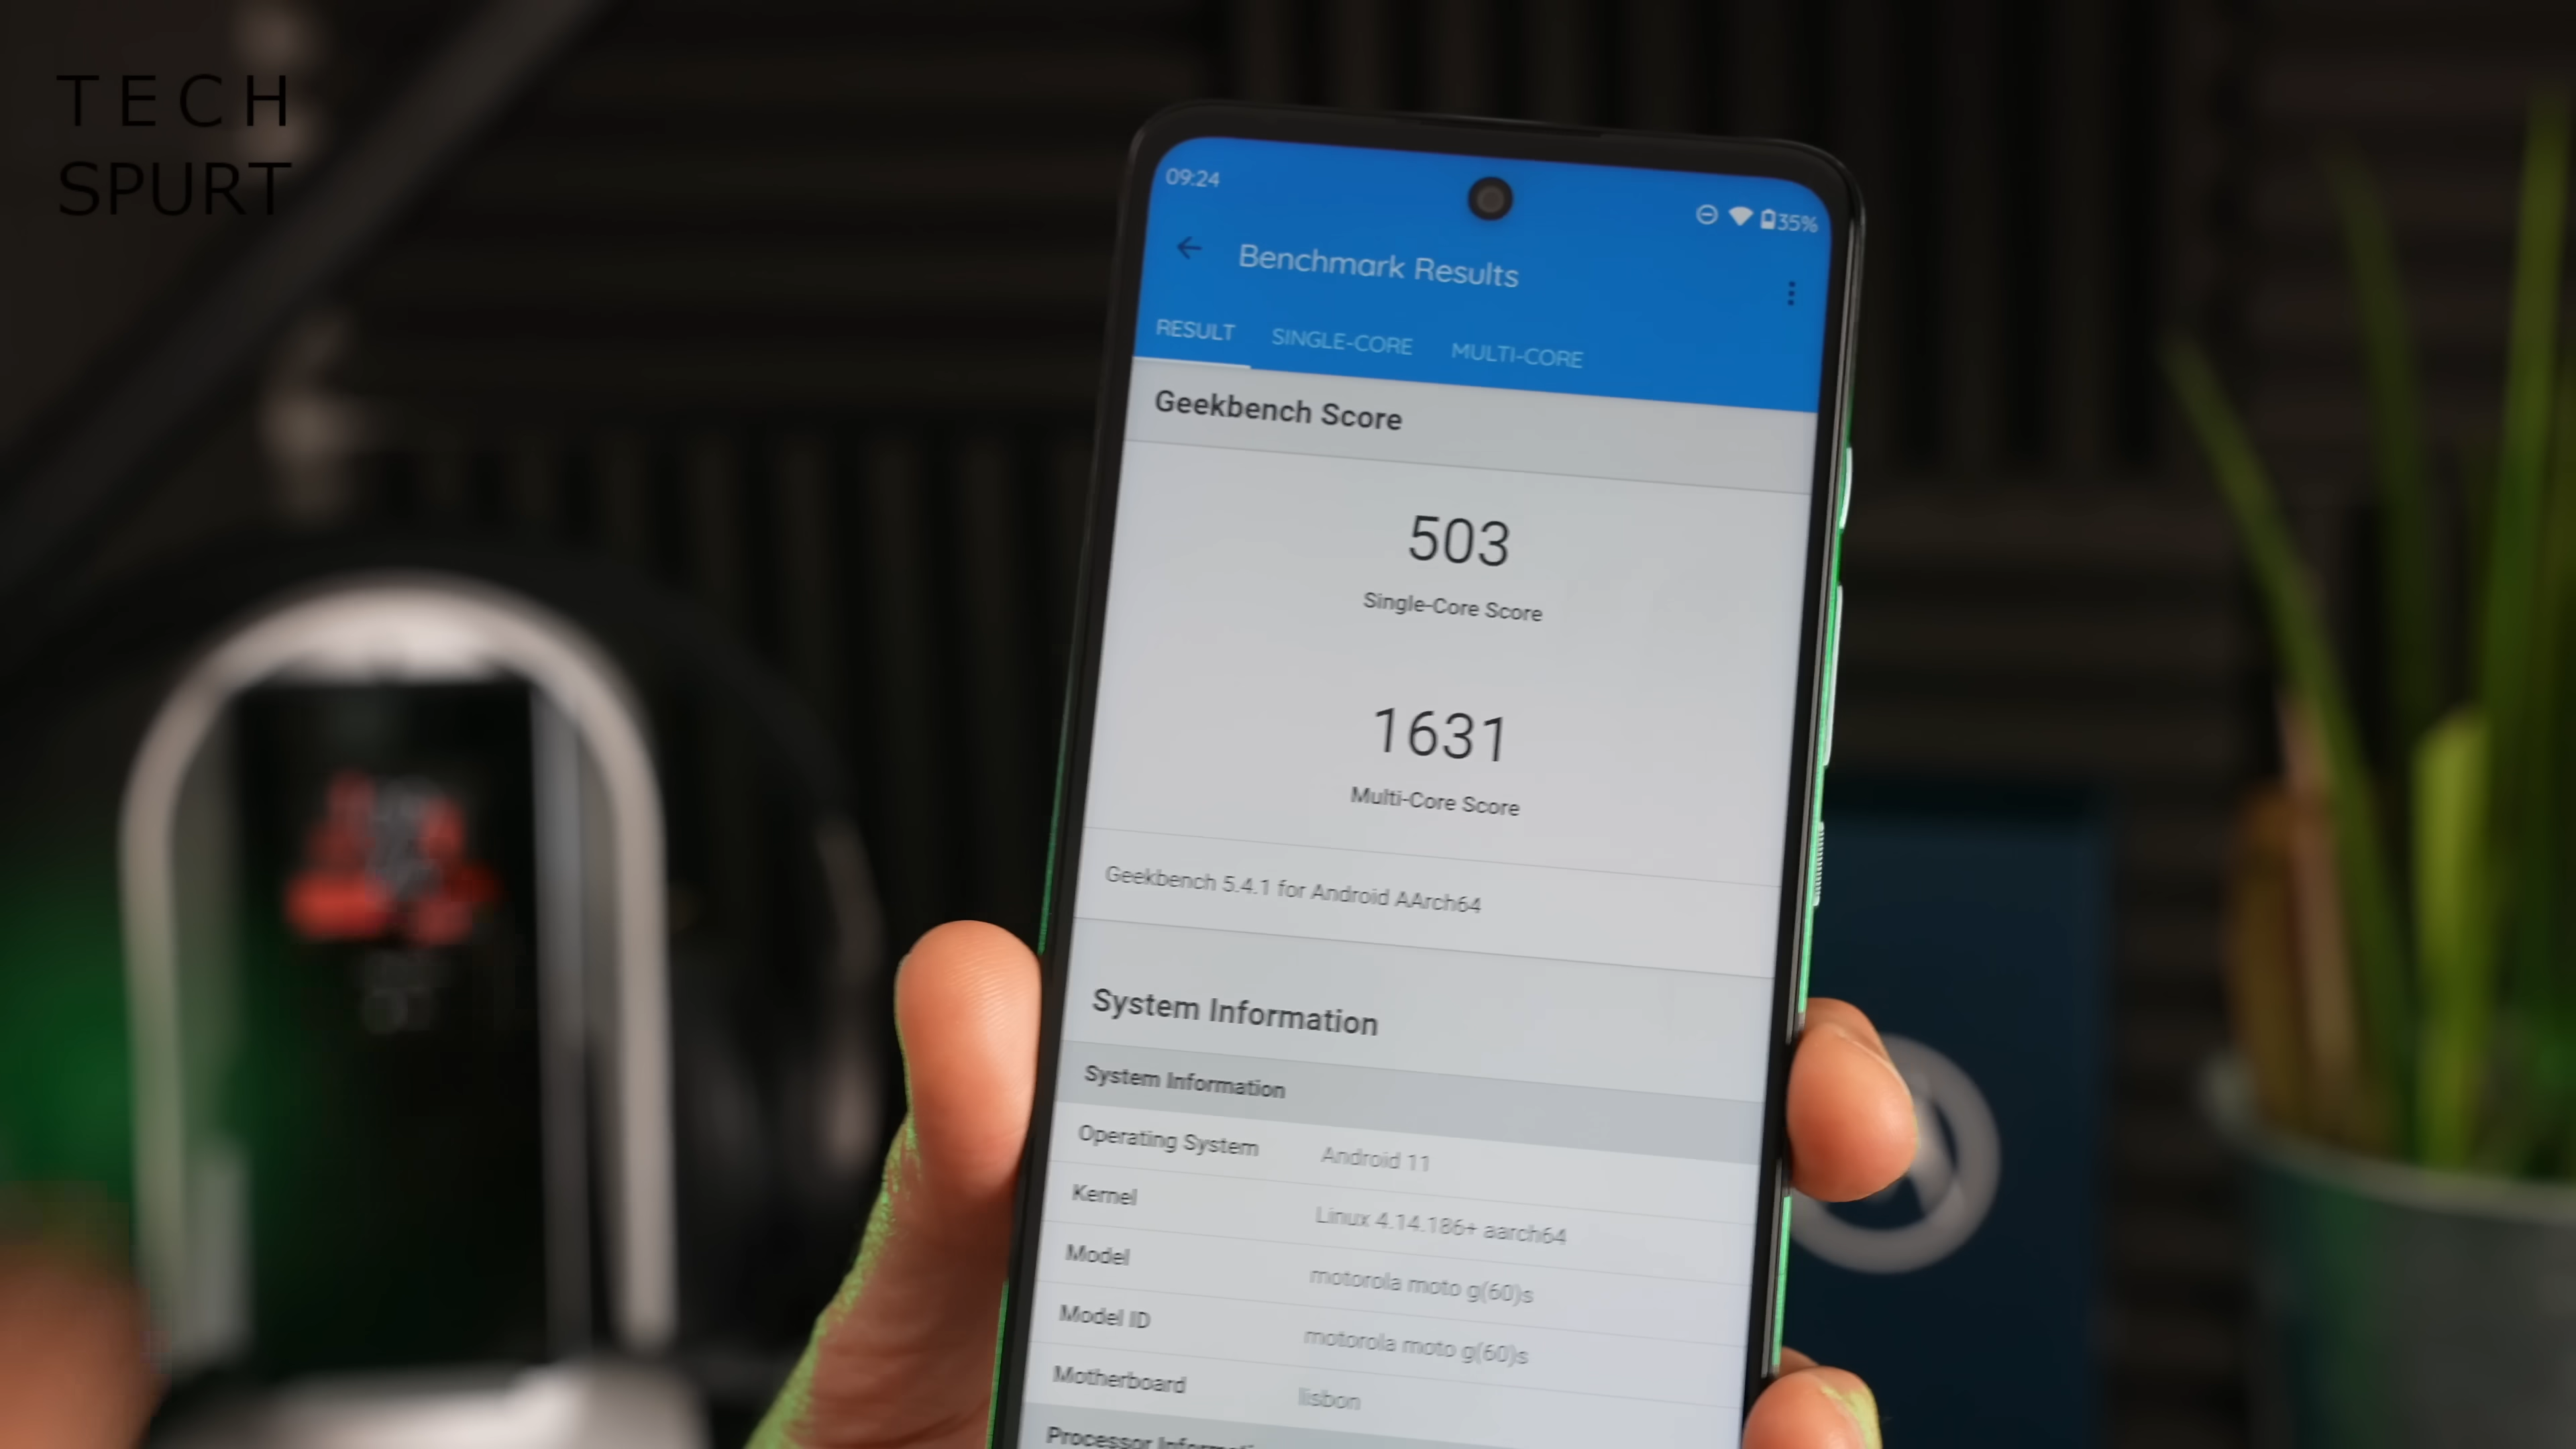 TECH
SPURT
09:24
35%
Benchmark Results
RESULT SINGLE-CORE MULTI-CORE
Geekbench Score
503
Single-Core Score
1631
Multi-Core Score
Geekbench 5.4.1 for Android AArch64
System Information
System Information
Operating System Android 11
Kernel Linux 4.14.186+ aarch64
Model motorola moto g(60)s
Model ID motorola moto g(60)s
Motherboard lisbon
Processor